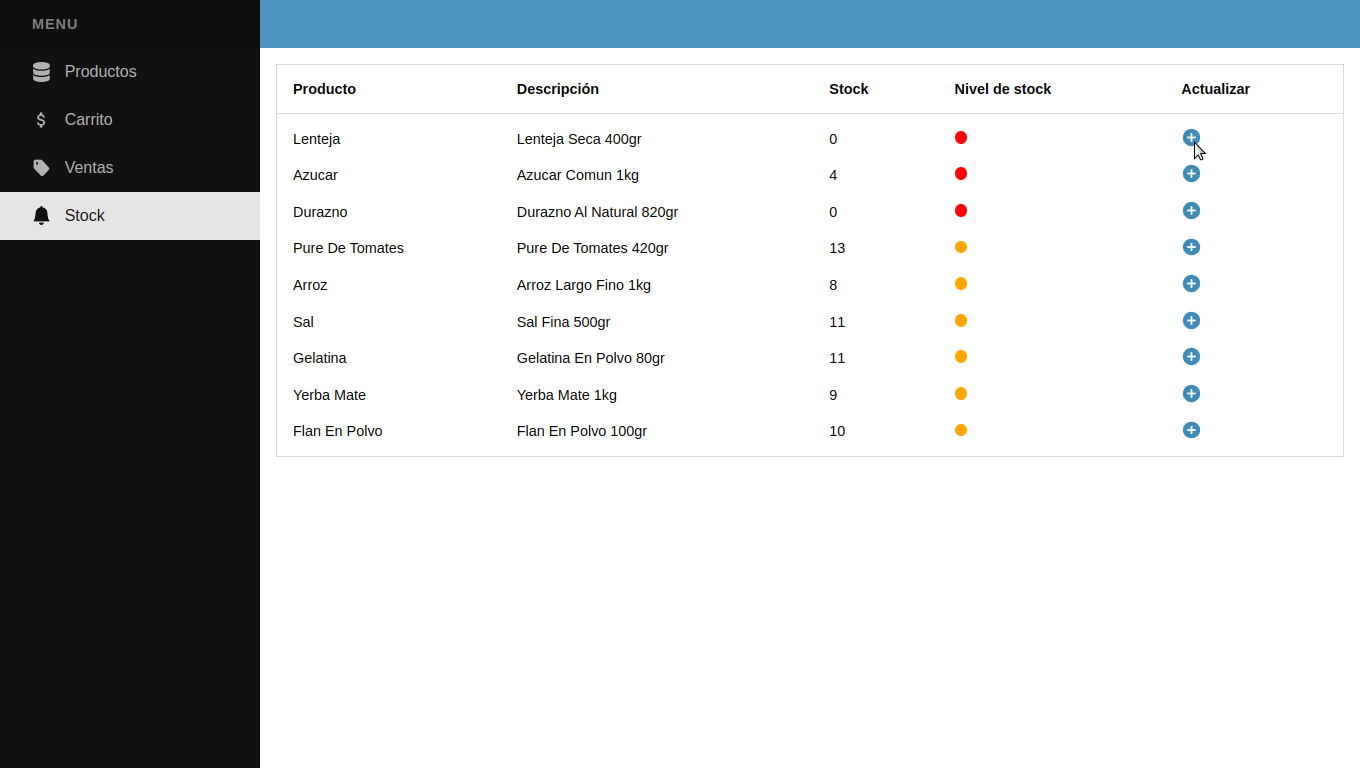 MENU
Productos
Carrito
Ventas
Stock
Producto Descripción Stock Nivel de stock Actualizar
Lenteja Lenteja Seca 400gr 0
Azucar Azucar Comun 1kg 4
Durazno Durazno Al Natural 820gr 0
Pure De Tomates Pure De Tomates 420gr 13
Arroz Arroz Largo Fino 1kg 8
Sal Sal Fina 500gr 11
Gelatina Gelatina En Polvo 80gr 11
Yerba Mate Yerba Mate 1kg 9
Flan En Polvo Flan En Polvo 100gr 10